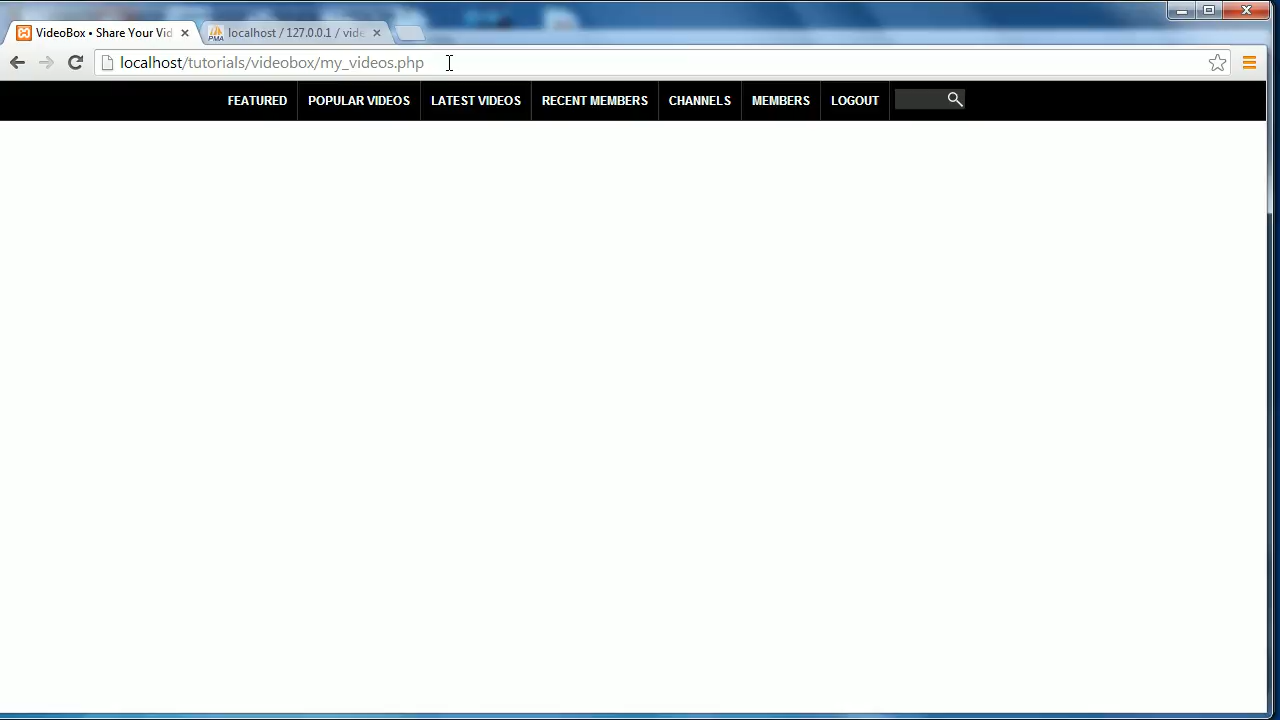 VideoBox • Share Your Vid
localhost / 127.0.0.1 / vide
localhost/tutorials/videobox/my_videos.php
FEATURED POPULAR VIDEOS LATEST VIDEOS RECENT MEMBERS CHANNELS MEMBERS LOGOUT